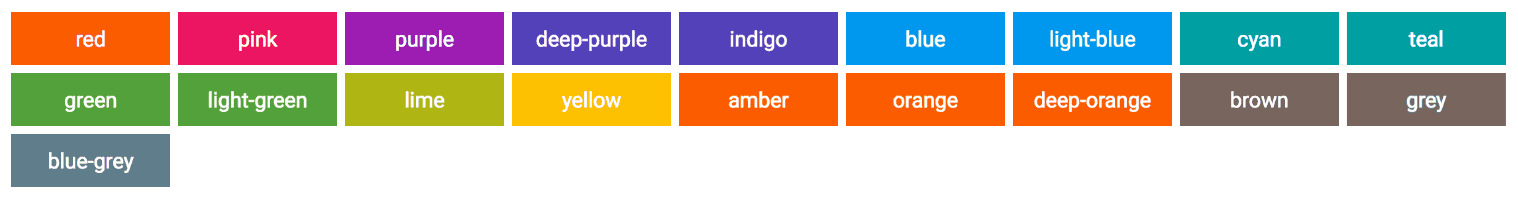 red pink purple deep-purple indigo blue light-blue cyan teal
green light-green lime yellow amber orange deep-orange brown grey
blue-grey